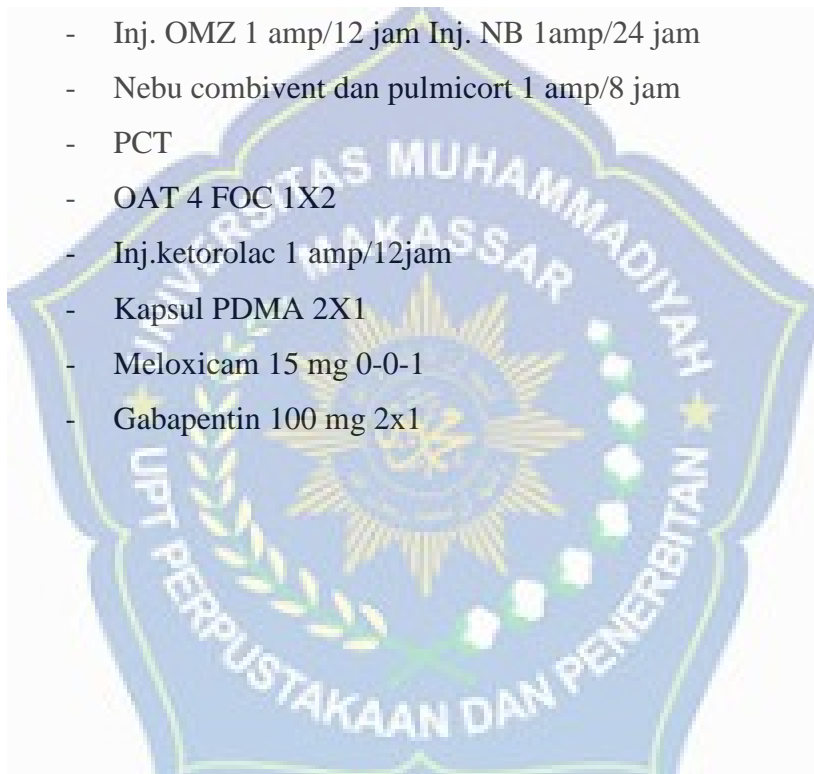 - Inj. OMZ 1 amp/12 jam Inj. NB 1amp/24 jam
- Nebu combivent dan pulmicort 1 amp/8 jam
- PCT
- OAT 4 FOC 1X2
- Inj.ketorolac 1 amp/12jam
- Kapsul PDMA 2X1
- Meloxicam 15 mg 0-0-1
- Gabapentin 100 mg 2x1
UNIVERSITAS MUHAMMADIYAH
MAKASSAR
UPT PERPUSTAKAAN DAN PENERBITAN